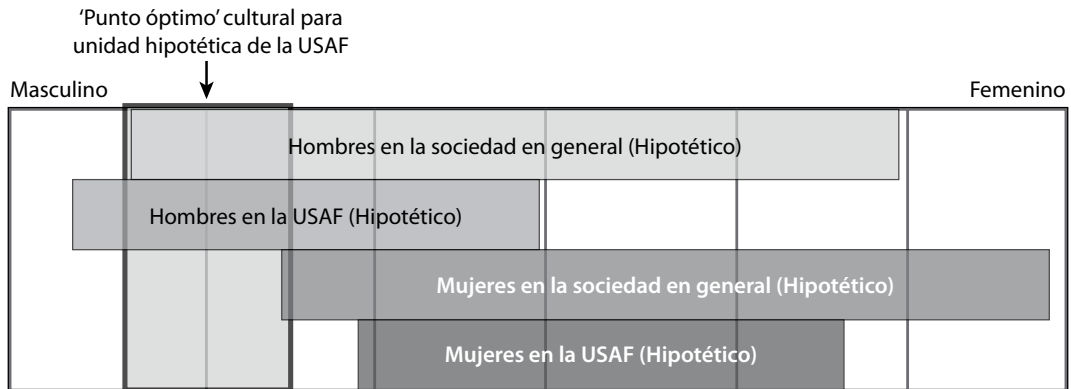 ‘Punto óptimo’ cultural para
unidad hipotética de la USAF
Masculino
Femenino
Hombres en la sociedad en general (Hipotético)
Hombres en la USAF (Hipotético)
Mujeres en la sociedad en general (Hipotético)
Mujeres en la USAF (Hipotético)